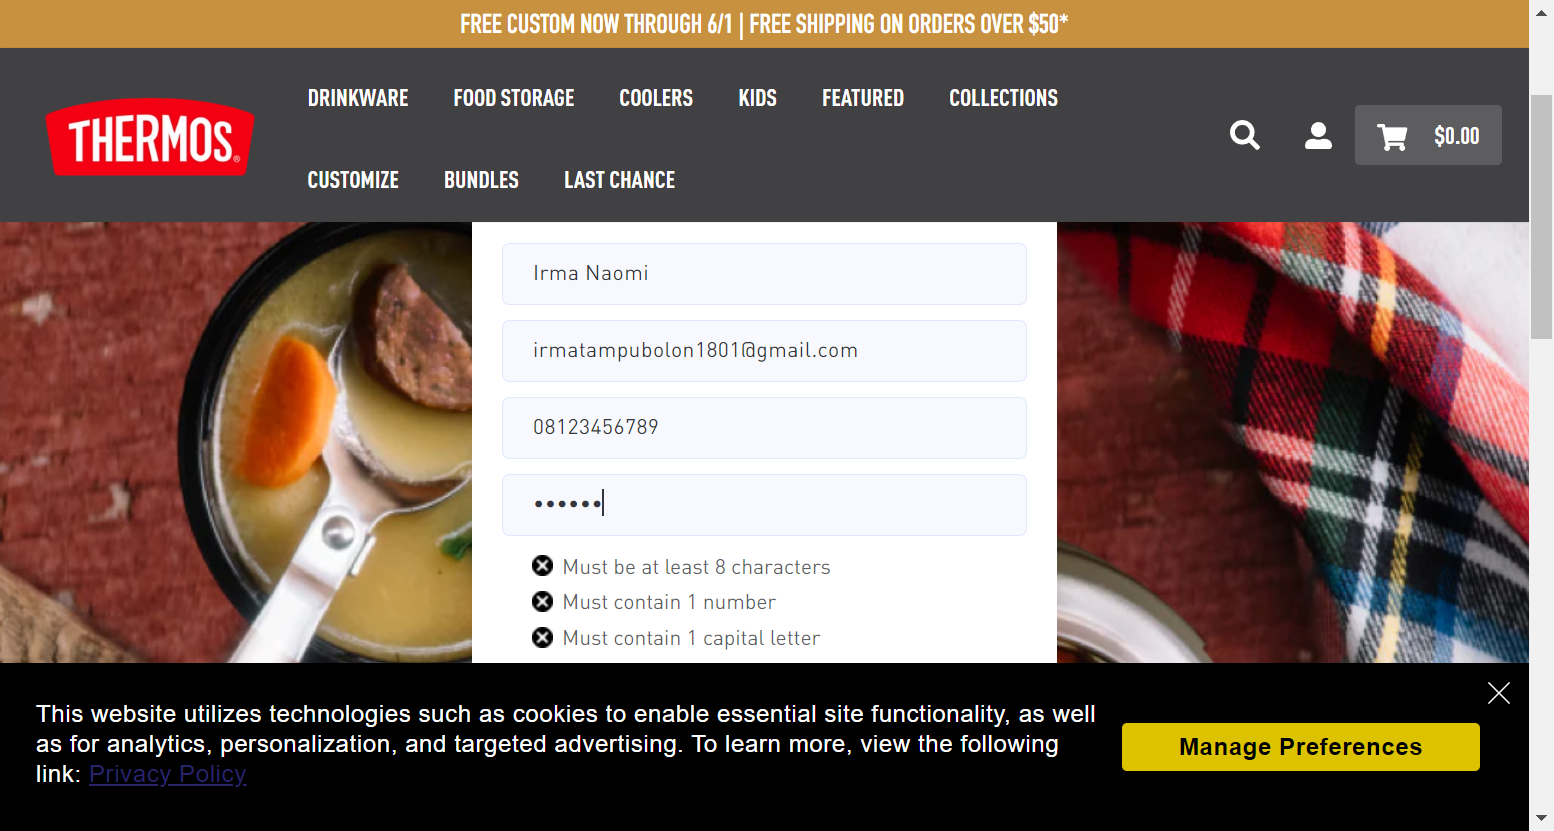 FREE CUSTOM NOW THROUGH 6/1 | FREE SHIPPING ON ORDERS OVER $50*
THERMOS®
DRINKWARE FOOD STORAGE COOLERS KIDS FEATURED COLLECTIONS
CUSTOMIZE BUNDLES LAST CHANCE
$0.00
Irma Naomi
irmatampubolon1801@gmail.com
08123456789
••••••
Must be at least 8 characters
Must contain 1 number
Must contain 1 capital letter
This website utilizes technologies such as cookies to enable essential site functionality, as well
as for analytics, personalization, and targeted advertising. To learn more, view the following
link: Privacy Policy
Manage Preferences